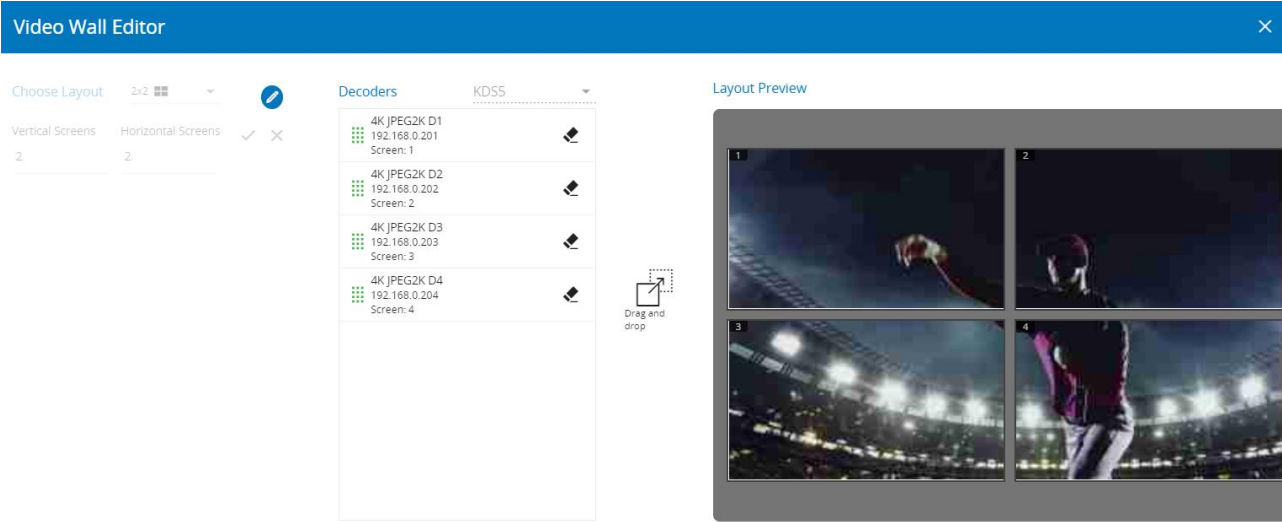 Video Wall Editor
Choose Layout 2x2
Vertical Screens Horizontal Screens
2 2
Decoders KDS5
4K JPEG2K D1
192.168.0.201
Screen: 1
4K JPEG2K D2
192.168.0.202
Screen: 2
4K JPEG2K D3
192.168.0.203
Screen: 3
4K JPEG2K D4
192.168.0.204
Screen: 4
Drag and
drop
Layout Preview
1 2
3 4